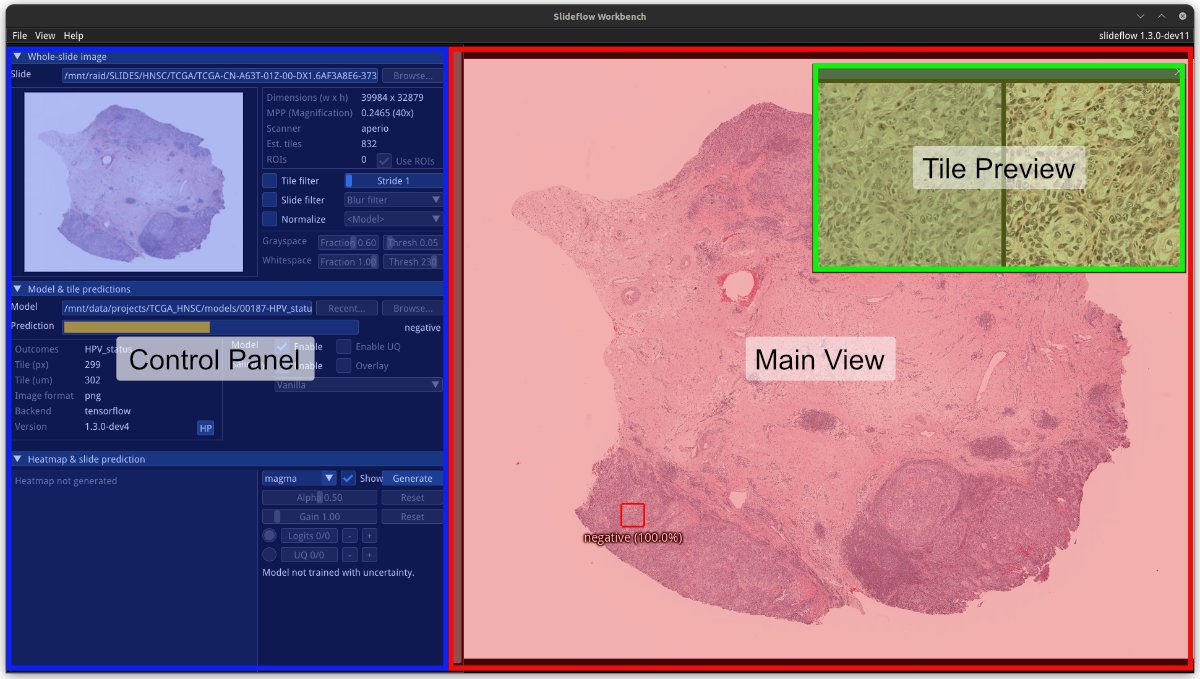 Slideflow Workbench
File View Help
slideflow 1.3.0-dev11
Whole-slide image
Slide /mnt/raid/SLIDES/HNSC/TCGA/TCGA-CN-A63T-01Z-00-DX1.6AF3A8E6-373 Browse...
Dimensions (w x h) 39984 x 32879
MPP (Magnification) 0.2465 (40x)
Scanner aperio
Est. tiles 832
ROIs 0 Use ROIs
Tile filter Stride 1
Slide filter Blur filter
Normalize <Model>
Grayspace Fraction 0.60 Thresh 0.05
Whitespace Fraction 1.00 Thresh 230
Model & tile predictions
Model /mnt/data/projects/TCGA_HNSC/models/00187-HPV_statu Recent... Browse...
Prediction negative
Outcomes HPV_status
Tile (px) 299
Tile (um) 302
Image format png
Backend tensorflow
Version 1.3.0-dev4 HP
Model Enable Enable UQ
Overlay
Vanilla
Control Panel
Heatmap & slide prediction
Heatmap not generated
magma Show Generate
Alpha 0.50 Reset
Gain 1.00 Reset
Logits 0/0 - +
UQ 0/0 - +
Model not trained with uncertainty.
Tile Preview
Main View
negative (100.0%)